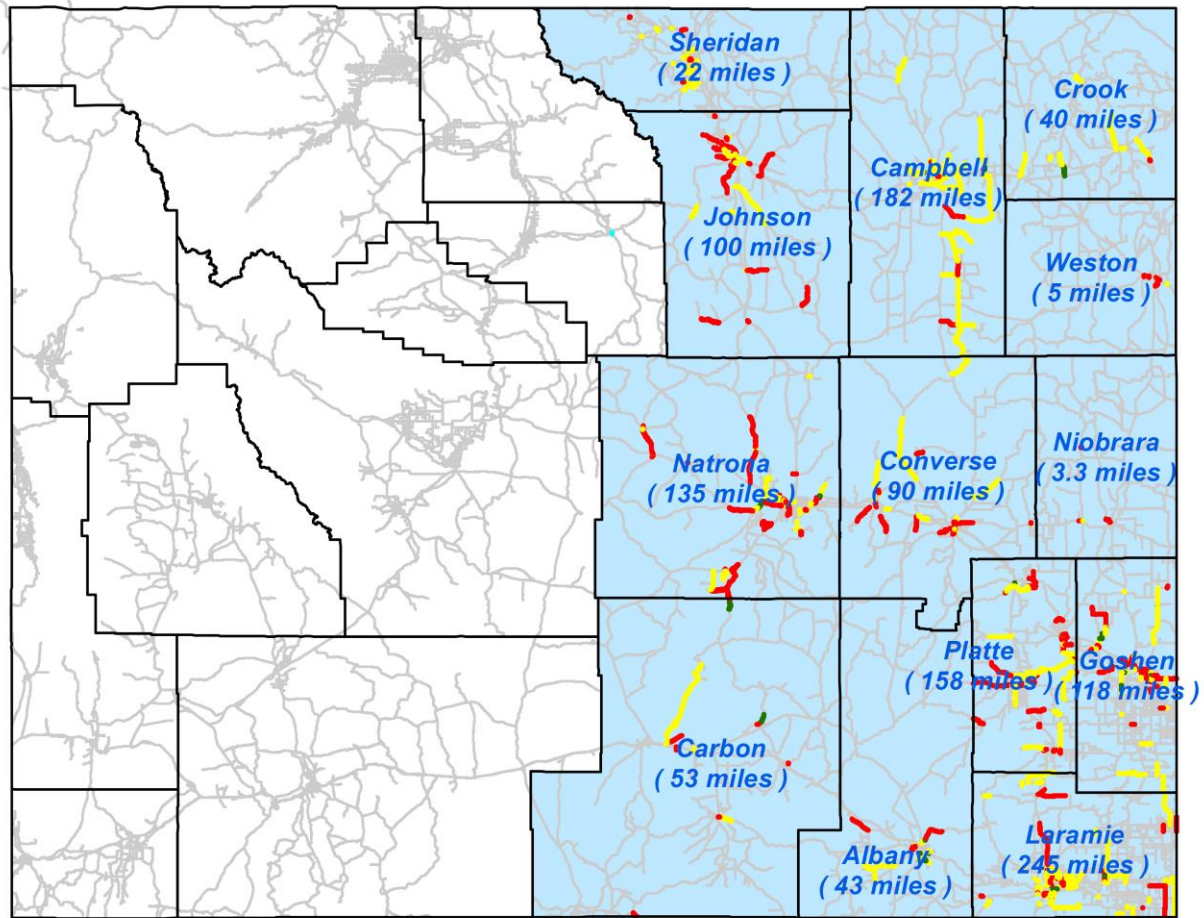 Sheridan
( 22 miles )
Crook
( 40 miles )
Campbell
( 182 miles )
Johnson
( 100 miles )
Weston
( 5 miles )
Natrona
( 135 miles )
Converse
( 90 miles )
Niobrara
( 3.3 miles )
Platte
( 158 miles )
Goshen
( 118 miles )
Carbon
( 53 miles )
Albany
( 43 miles )
Laramie
( 245 miles )